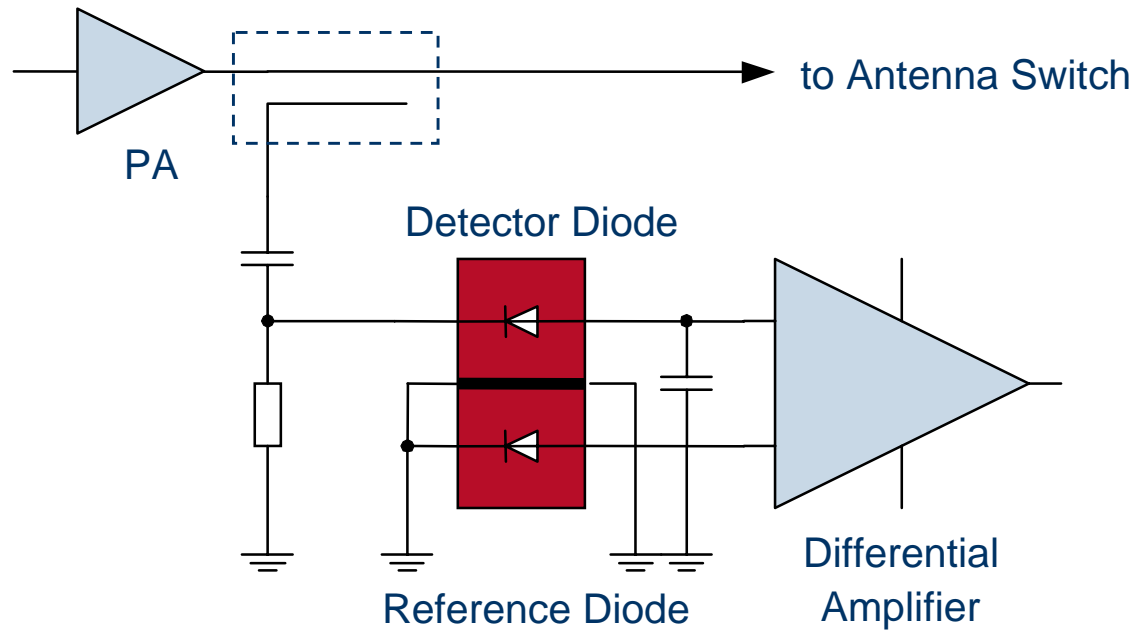 to Antenna Switch
PA
Detector Diode
Differential
Amplifier
Reference Diode